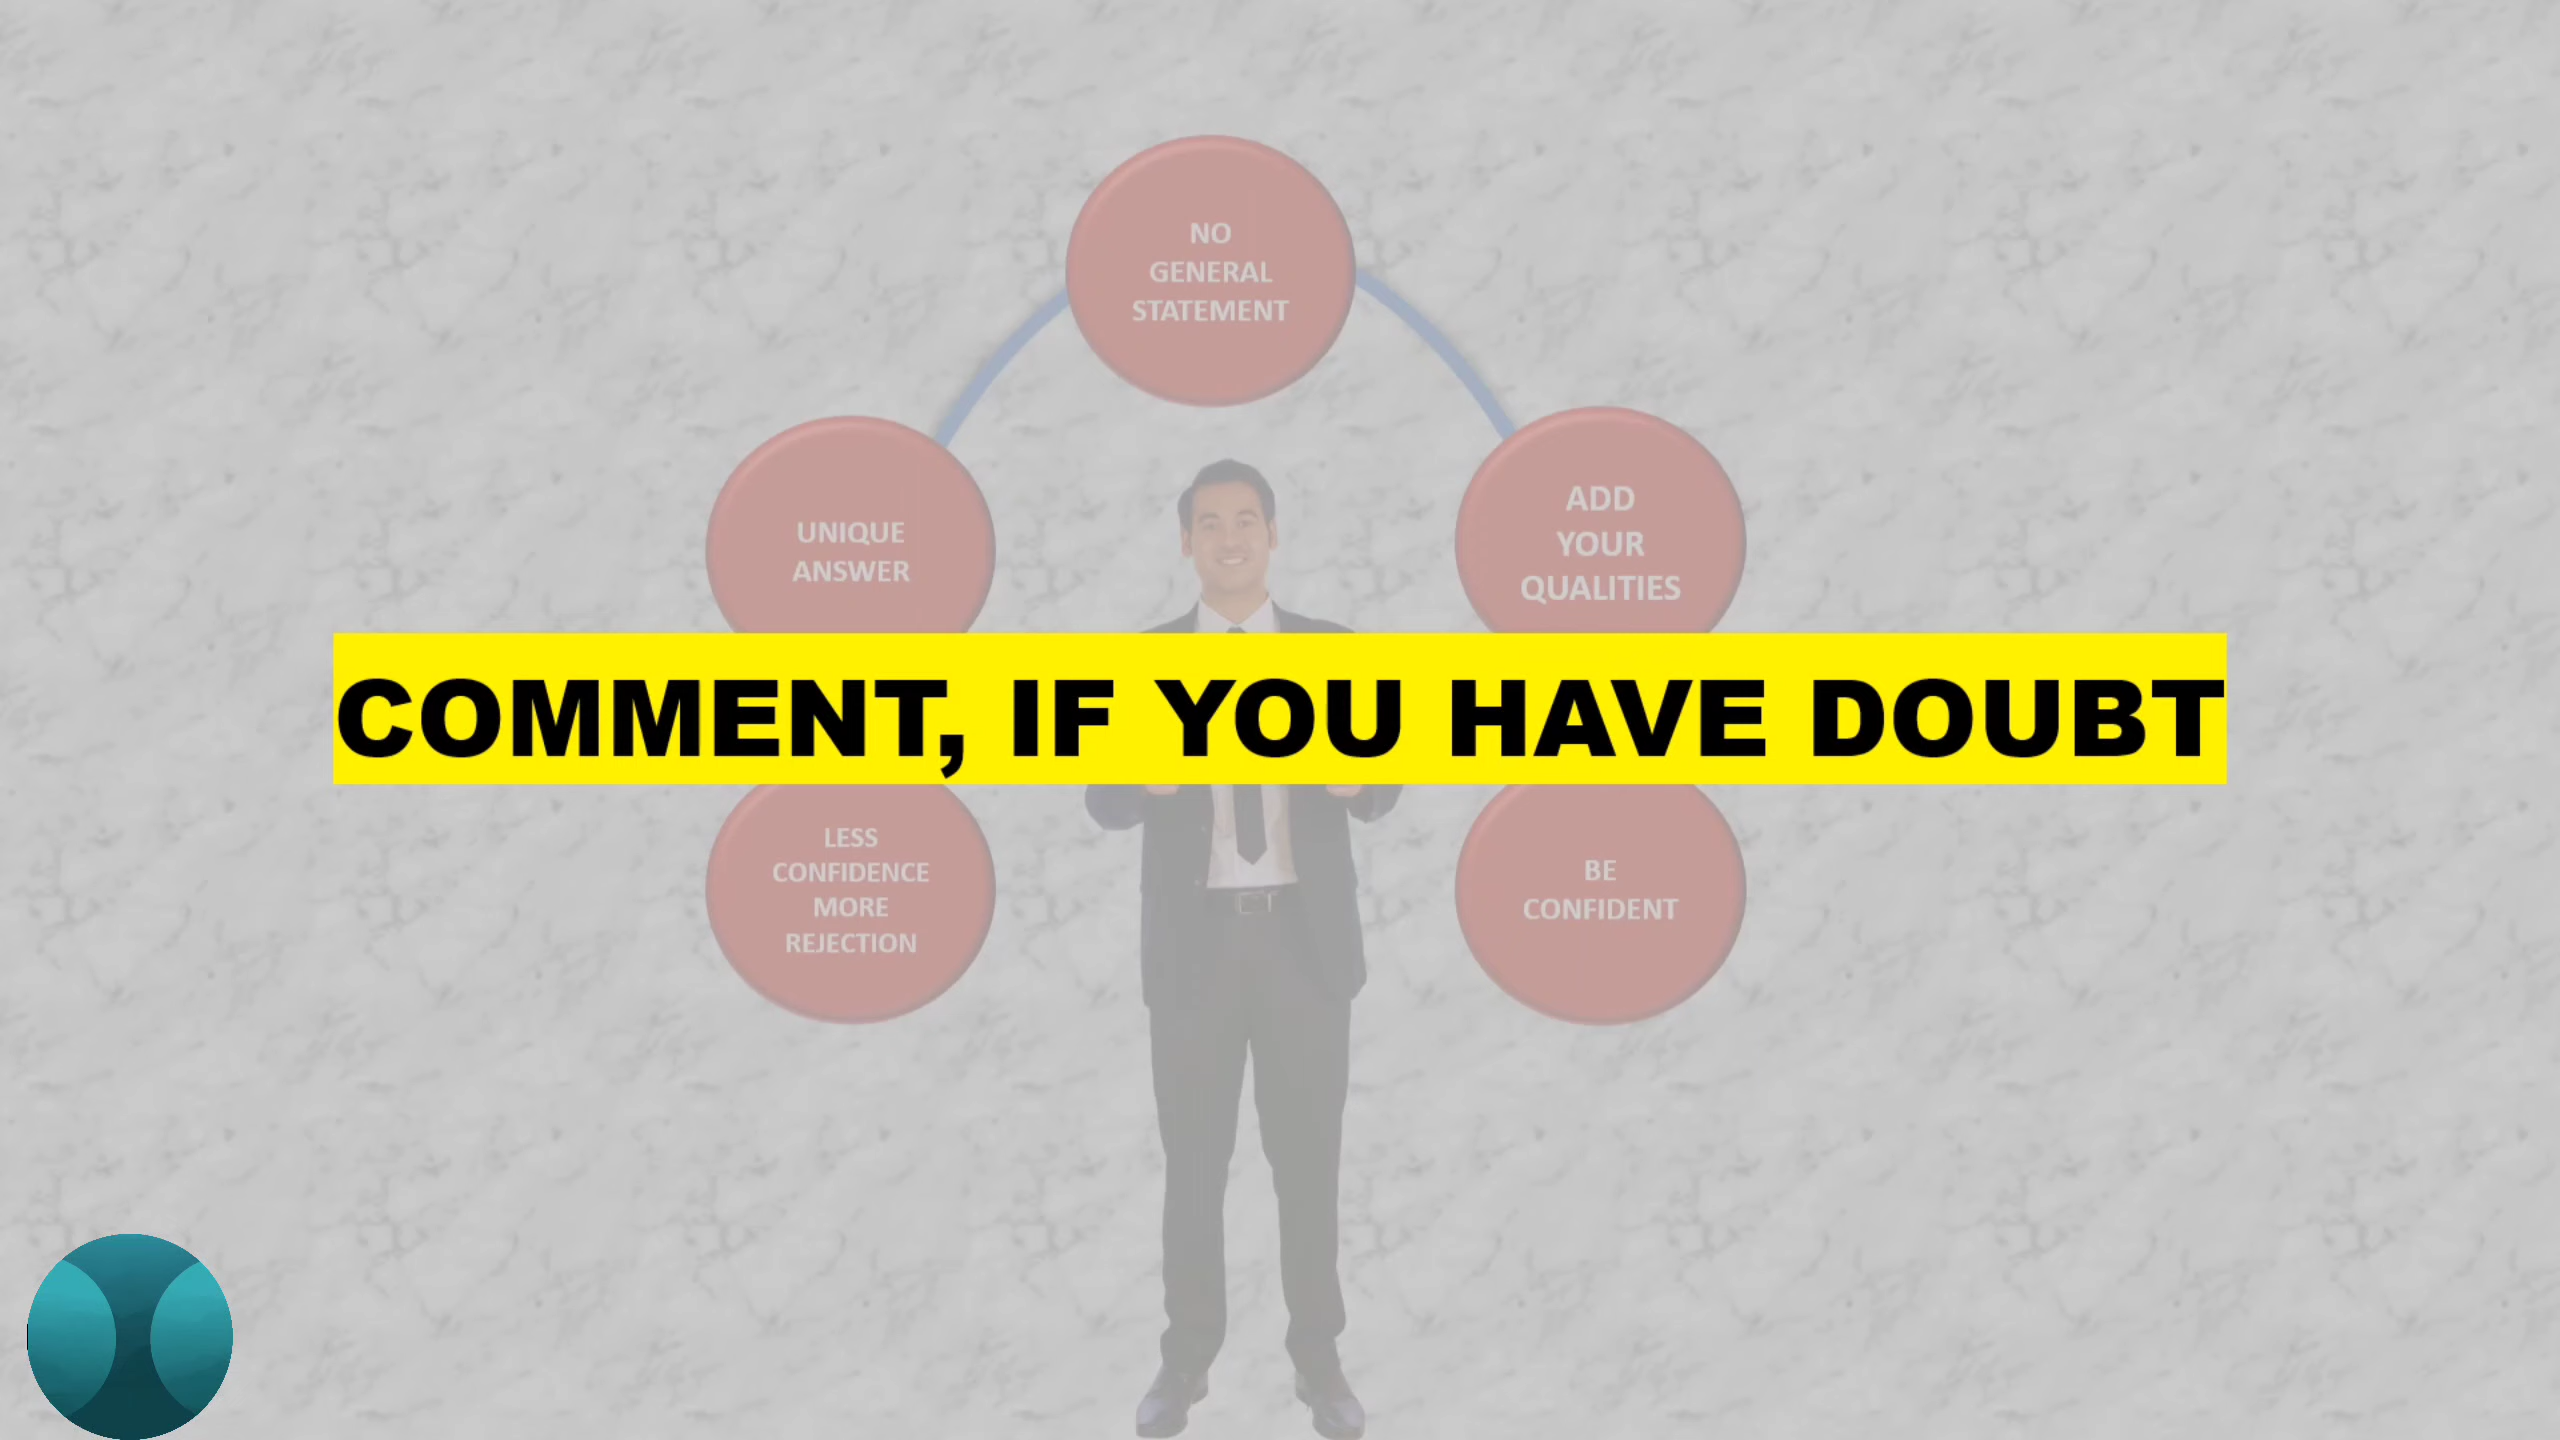 NO
GENERAL
STATEMENT
UNIQUE
ANSWER
ADD
YOUR
QUALITIES
COMMENT, IF YOU HAVE DOUBT
LESS
CONFIDENCE
MORE
REJECTION
BE
CONFIDENT